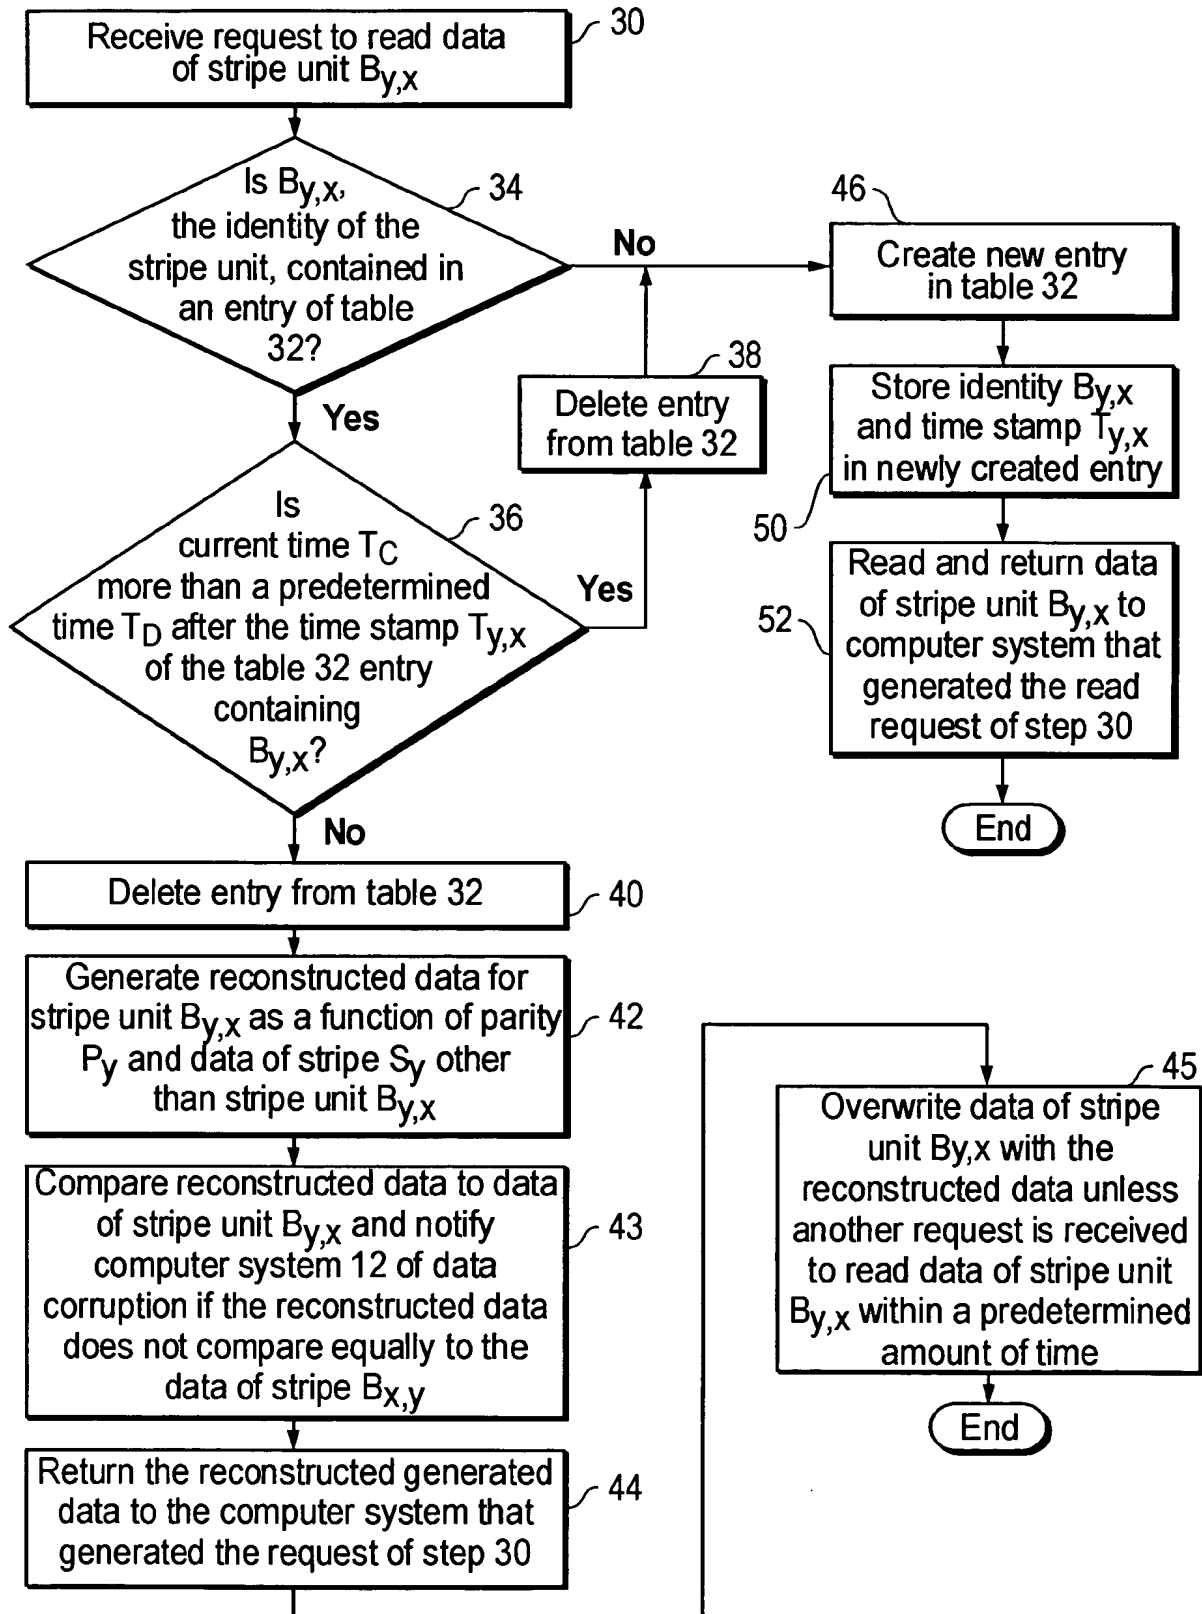 Receive request to read data
of stripe unit By,x
30
Is By,x,
the identity of the
stripe unit, contained in
an entry of table
32?
34
No
Yes
Is
current time TC
more than a predetermined
time TD after the time stamp Ty,x
of the table 32 entry
containing
By,x?
36
Yes
No
38
Delete entry
from table 32
46
Create new entry
in table 32
Store identity By,x
and time stamp Ty,x
in newly created entry
50
Read and return data
of stripe unit By,x to
computer system that
generated the read
request of step 30
52
End
Delete entry from table 32
40
Generate reconstructed data for
stripe unit By,x as a function of parity
Py and data of stripe Sy other
than stripe unit By,x
42
Compare reconstructed data to data
of stripe unit By,x and notify
computer system 12 of data
corruption if the reconstructed data
does not compare equally to the
data of stripe Bx,y
43
Return the reconstructed generated
data to the computer system that
generated the request of step 30
44
45
Overwrite data of stripe
unit By,x with the
reconstructed data unless
another request is received
to read data of stripe unit
By,x within a predetermined
amount of time
End